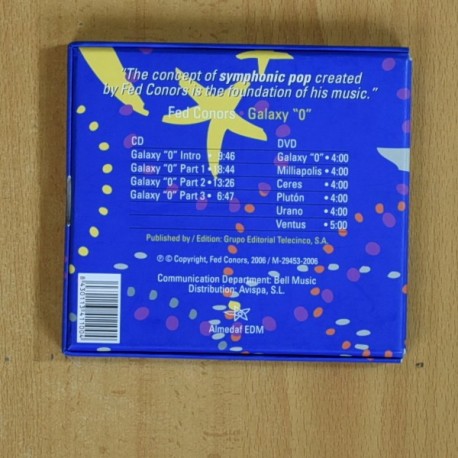 "The concept of symphonic pop created
by Fed Conors is the foundation of his music."
Fed Conors • Galaxy "0"
CD
Galaxy "0" Intro • 9:46
Galaxy "0" Part 1 • 18:44
Galaxy "0" Part 2 • 13:26
Galaxy "0" Part 3 • 6:47
DVD
Galaxy "0" • 4:00
Milliapolis • 4:00
Ceres • 4:00
Plutón • 4:00
Urano • 4:00
Ventus • 5:00
Published by / Edition: Grupo Editorial Telecinco, S.A.
℗ © Copyright, Fed Conors, 2006 / M-29453-2006
Communication Department: Bell Music
Distribution: Avispa, S.L.
Almedaf EDM